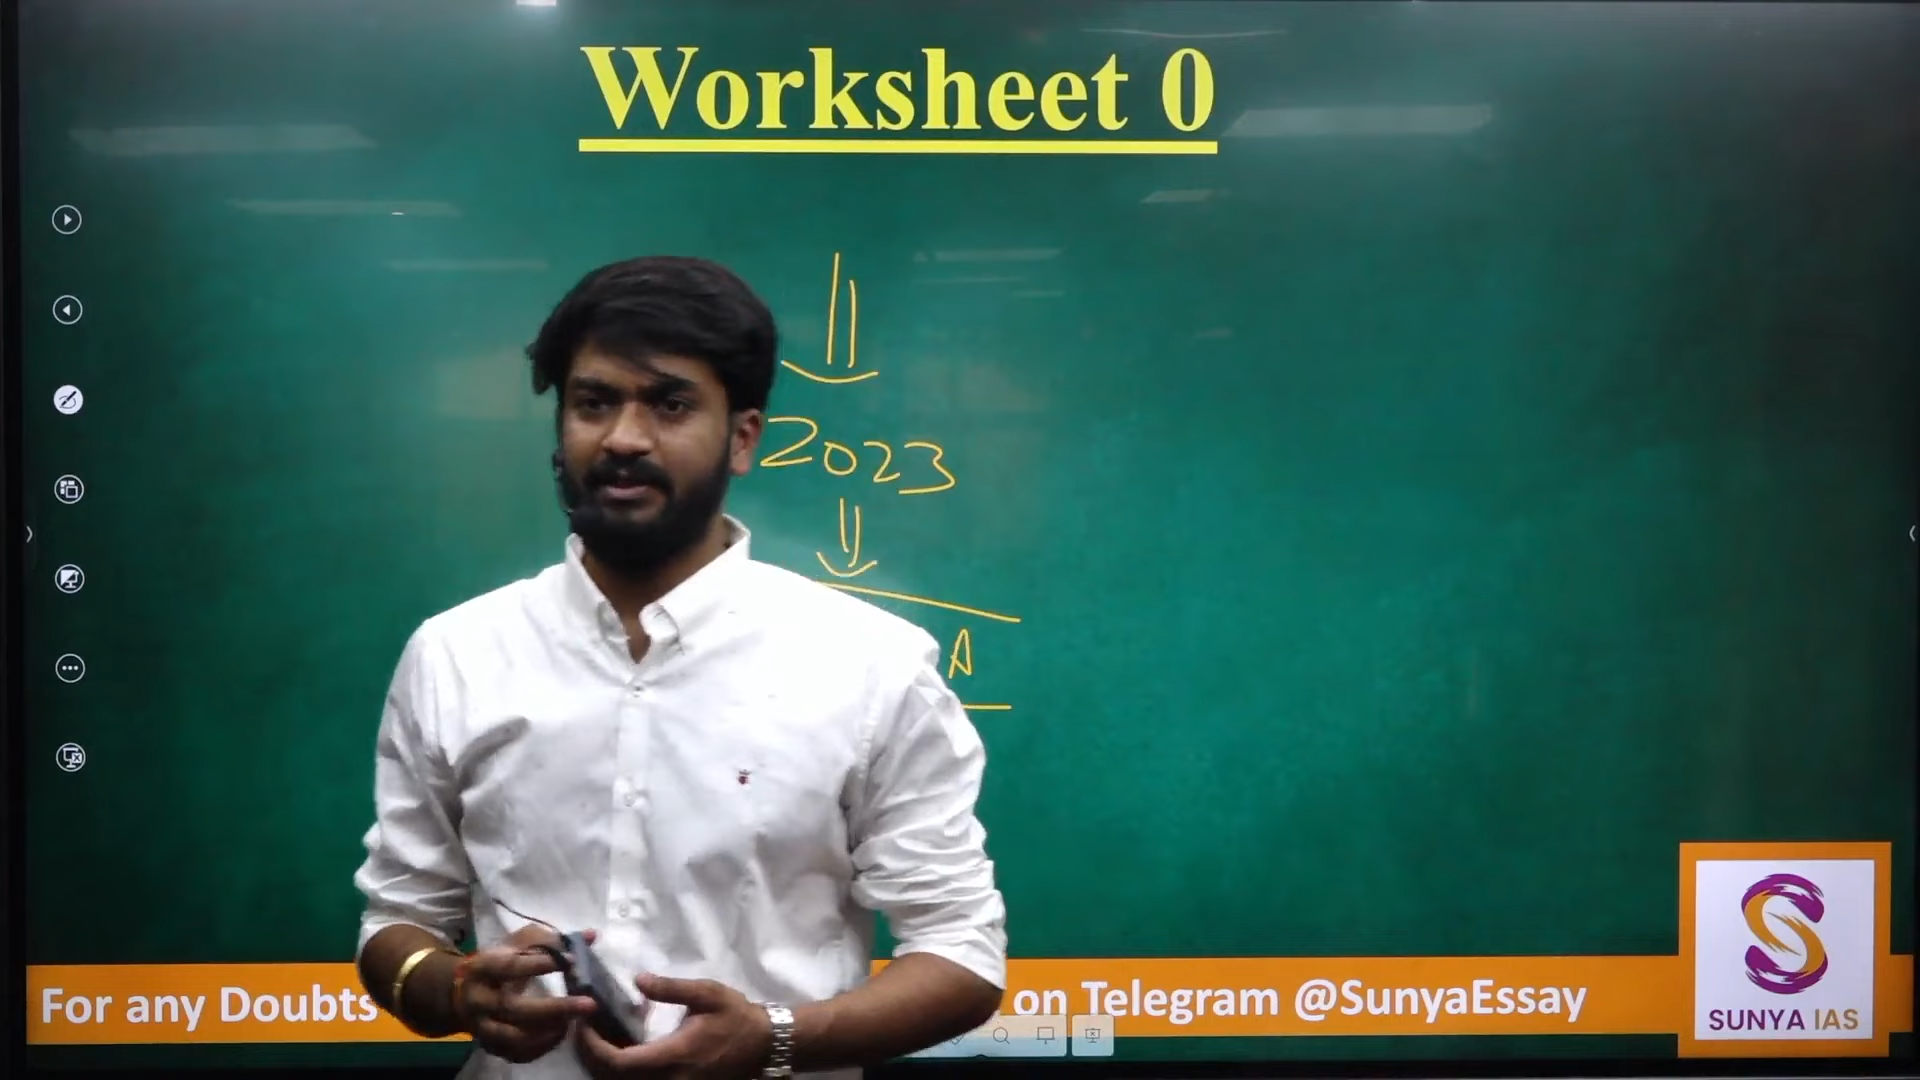 Worksheet 0
2023
A
For any Doubts on Telegram @SunyaEssay
SUNYA IAS